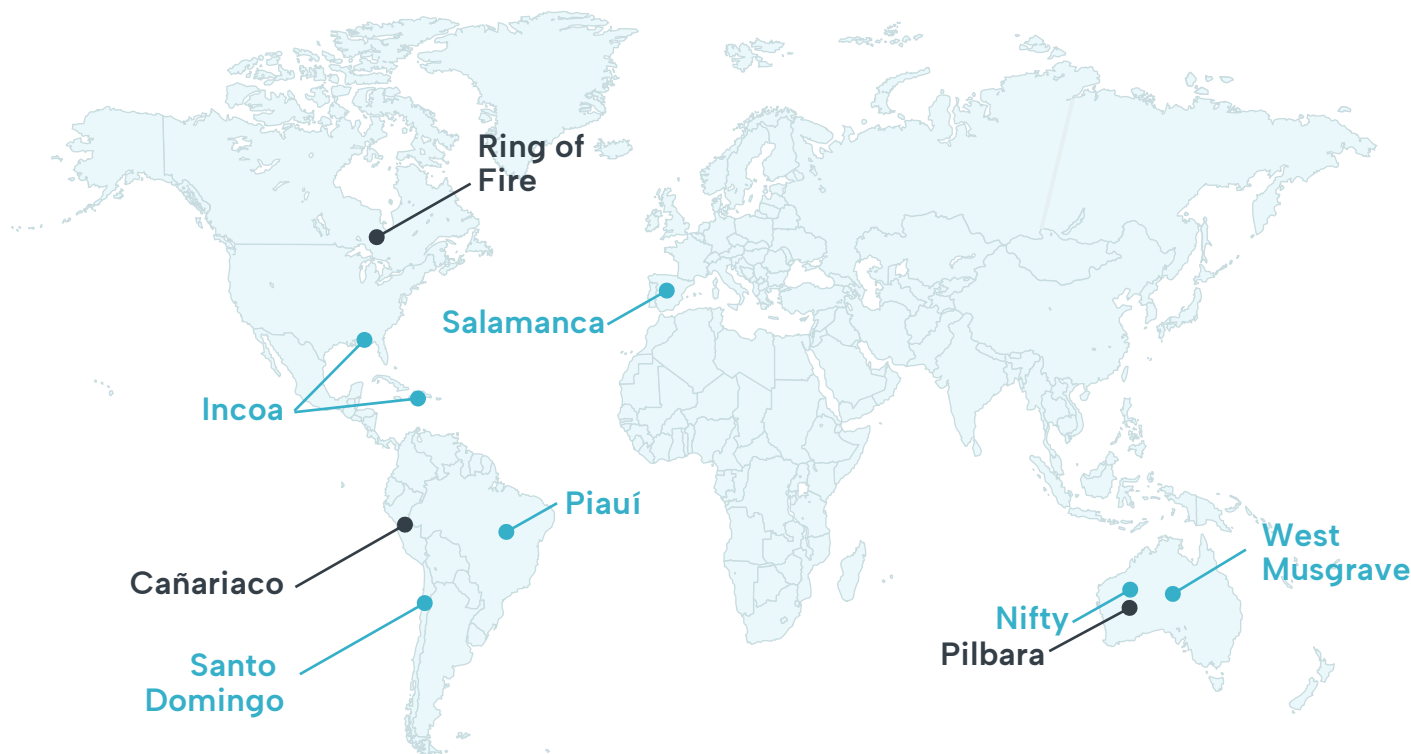 Ring of
Fire
Salamanca
Incoa
Piauí
Cañariaco
Santo
Domingo
West
Musgrave
Nifty
Pilbara